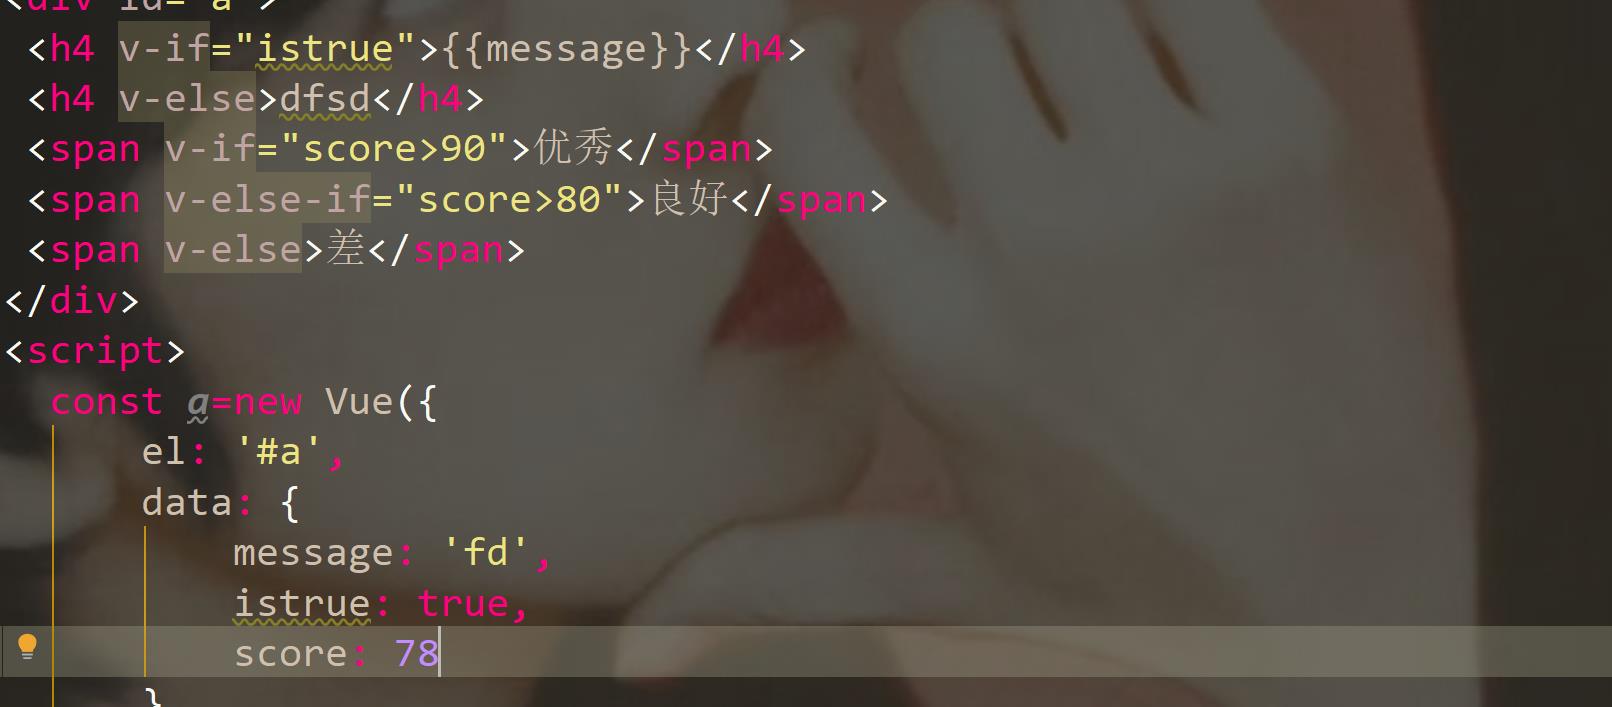 <div id="a">
<h4 v-if="istrue">{{message}}</h4>
<h4 v-else>dfsd</h4>
<span v-if="score>90">优秀</span>
<span v-else-if="score>80">良好</span>
<span v-else>差</span>
</div>
<script>
const a=new Vue({
el: '#a',
data: {
message: 'fd',
istrue: true,
score: 78
}